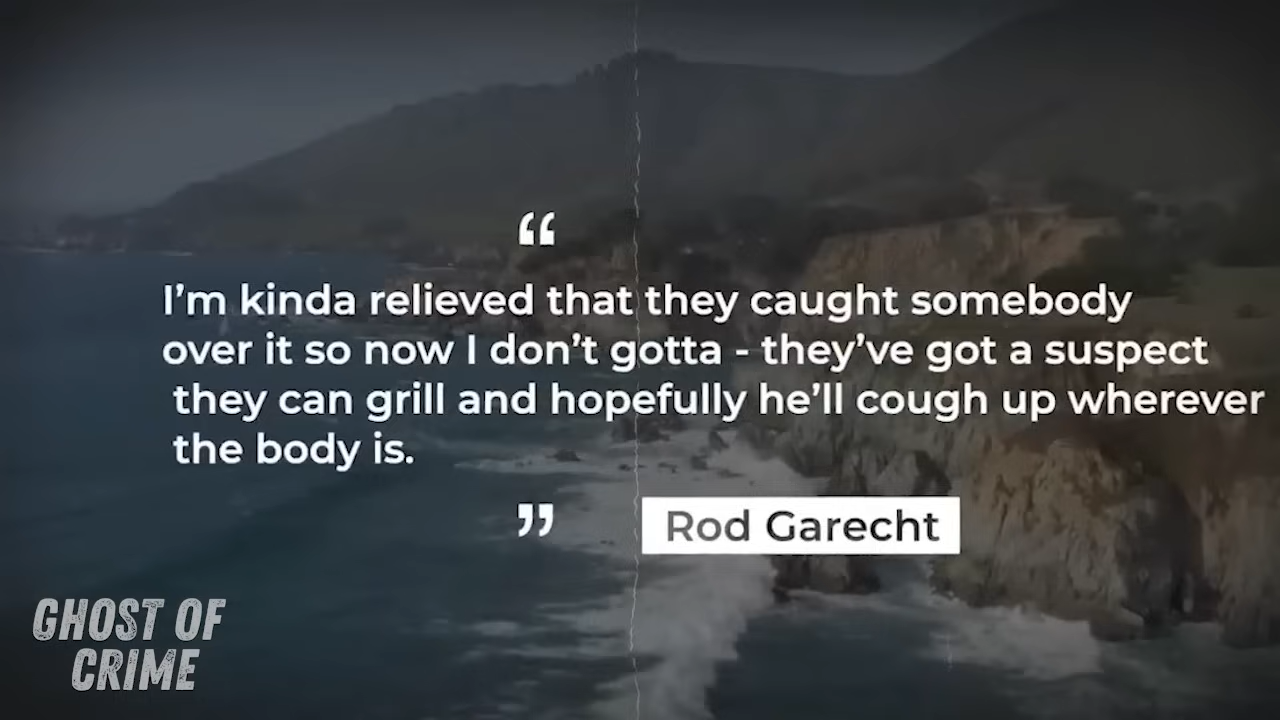 “
I’m kinda relieved that they caught somebody
over it so now I don’t gotta - they’ve got a suspect
they can grill and hopefully he’ll cough up wherever
the body is.
”
Rod Garecht
GHOST OF
CRIME